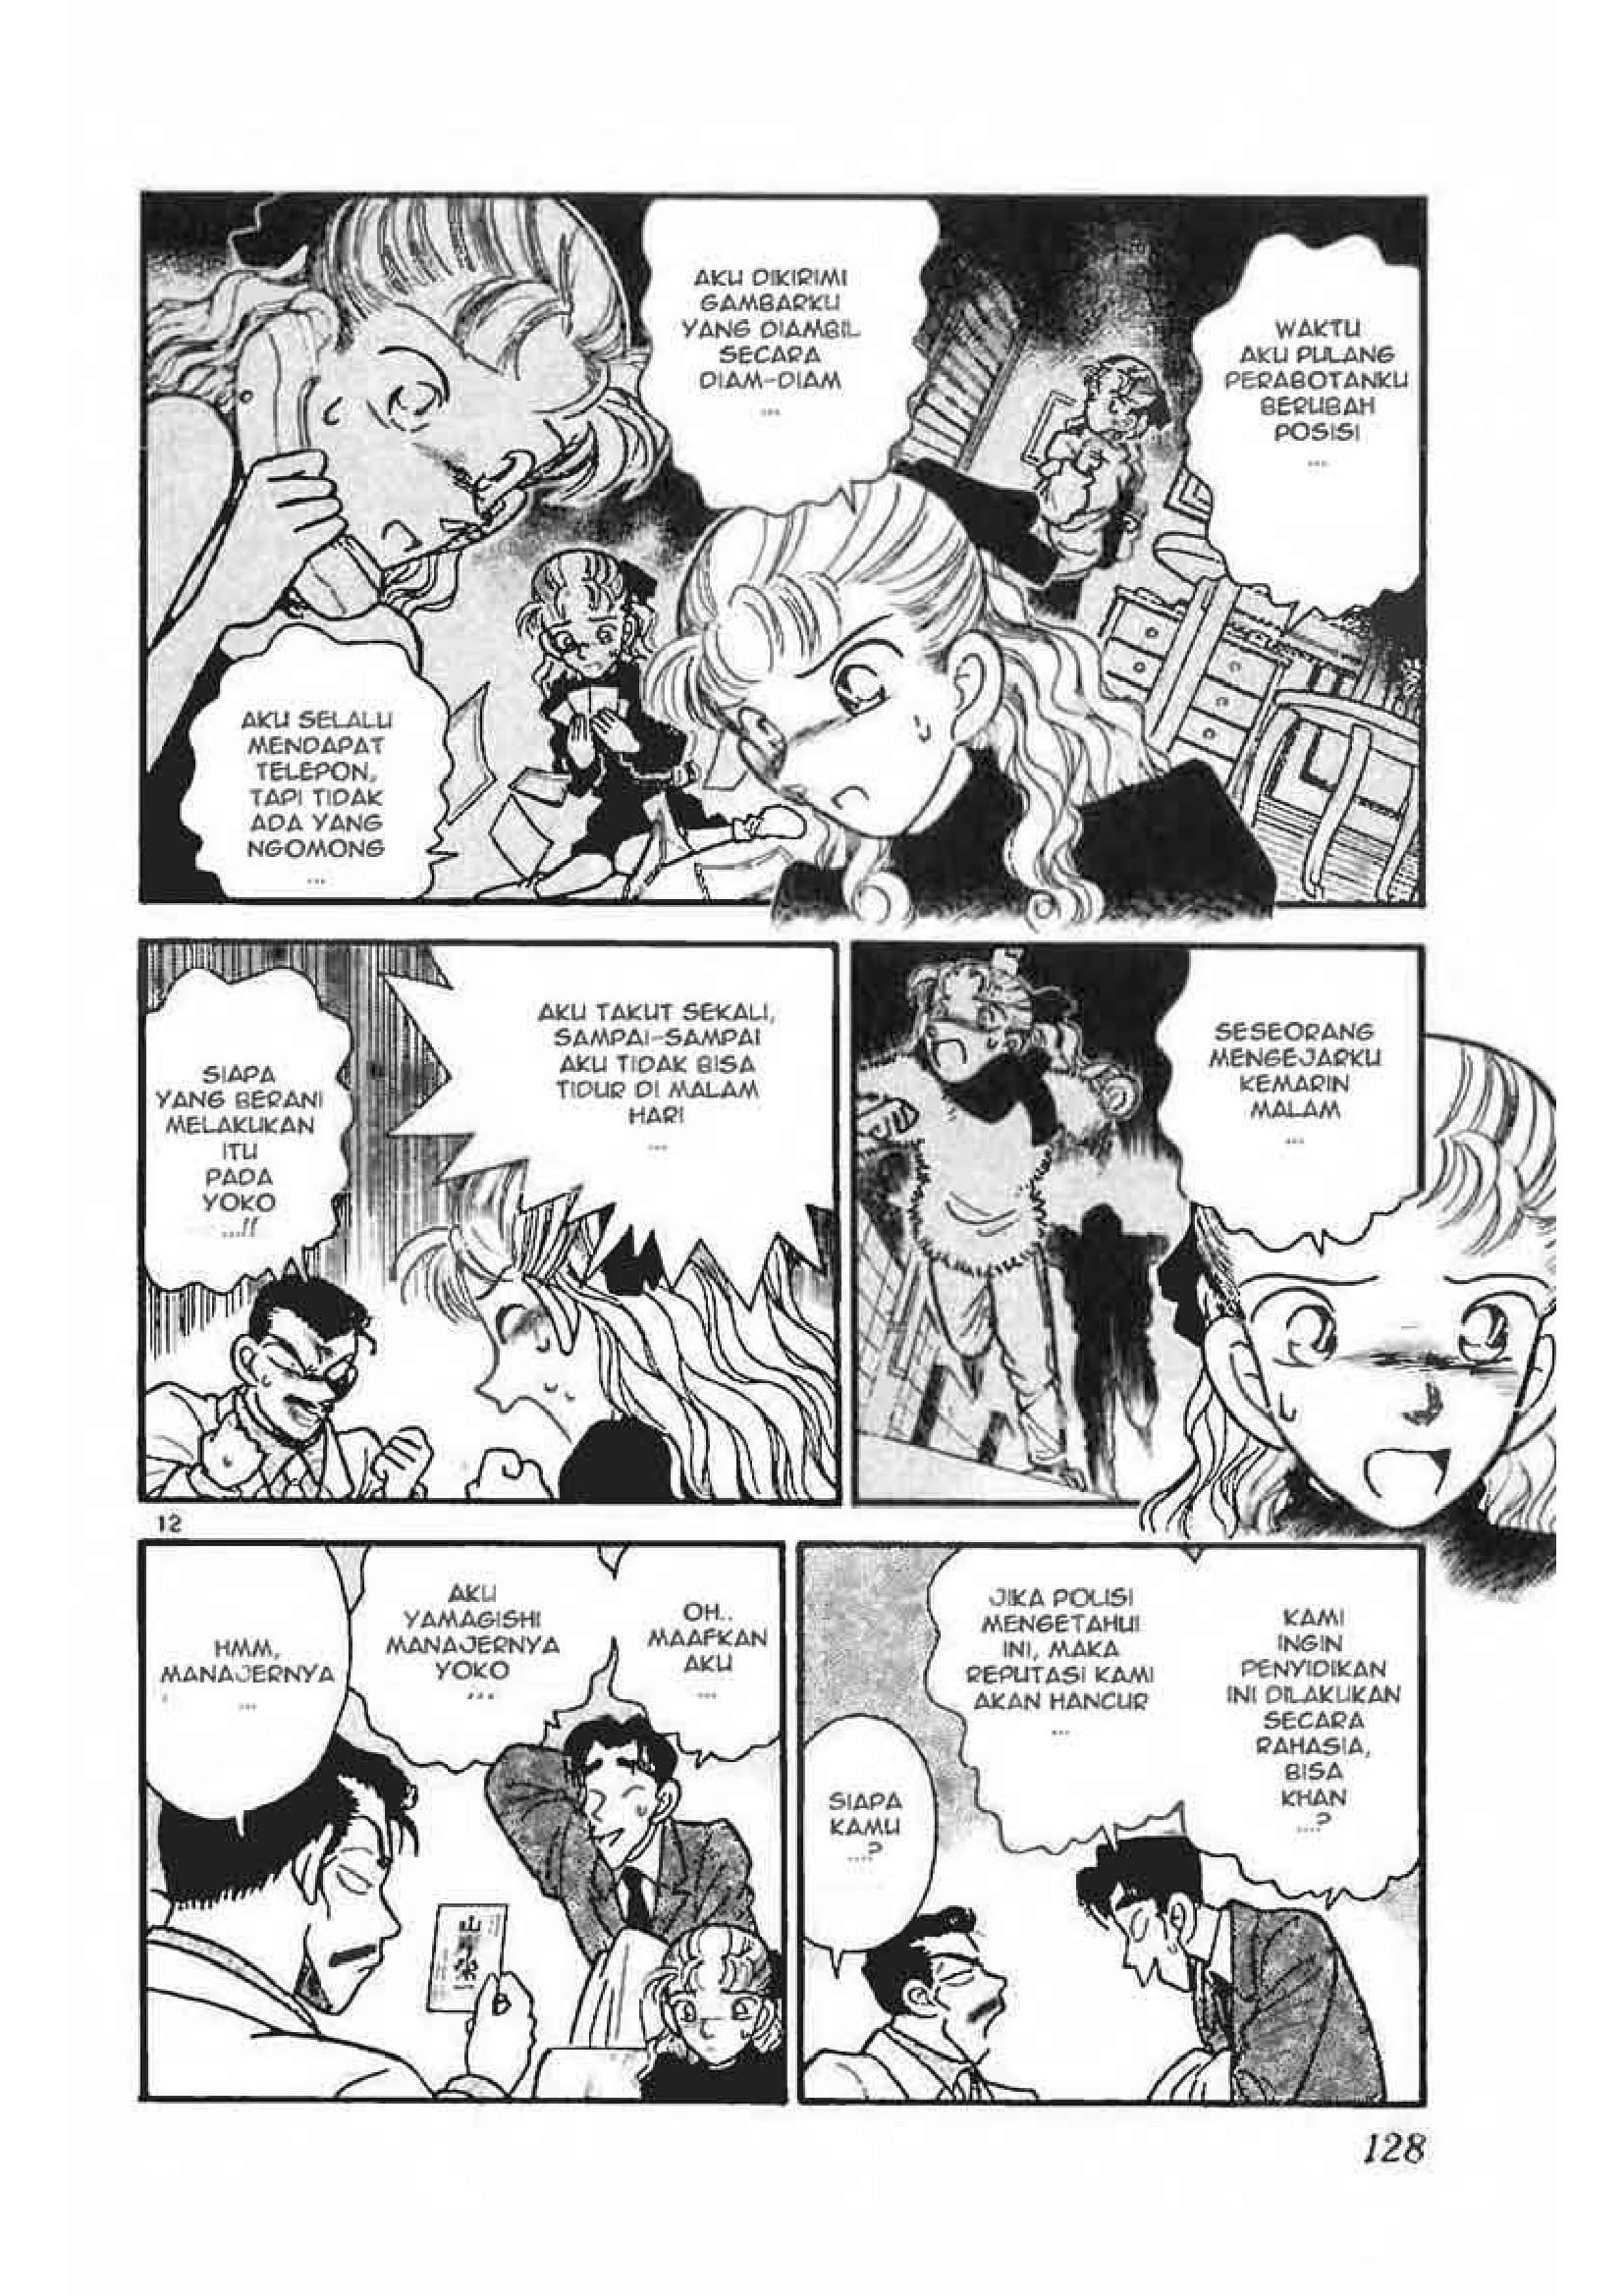 WAKTU
AKU PULANG
PERABOTANKU
BERUBAH
POSISI
...
AKU DIKIRIMI
GAMBARKU
YANG DIAMBIL
SECARA
DIAM-DIAM
...
AKU SELALU
MENDAPAT
TELEPON,
TAPI TIDAK
ADA YANG
NGOMONG
...
SESEORANG
MENGEJARKU
KEMARIN
MALAM
...
AKU TAKUT SEKALI,
SAMPAI-SAMPAI
AKU TIDAK BISA
TIDUR DI MALAM
HARI
...
SIAPA
YANG BERANI
MELAKUKAN
ITU
PADA
YOKO
....!!
12
KAMI
INGIN
PENYIDIKAN
INI DILAKUKAN
SECARA
RAHASIA,
BISA
KHAN
....?
JIKA POLISI
MENGETAHUI
INI, MAKA
REPUTASI KAMI
AKAN HANCUR
...
SIAPA
KAMU
....?
OH..
MAAFKAN
AKU
...
AKU
YAMAGISHI
MANAJERNYA
YOKO
...
HMM,
MANAJERNYA
...
山
128